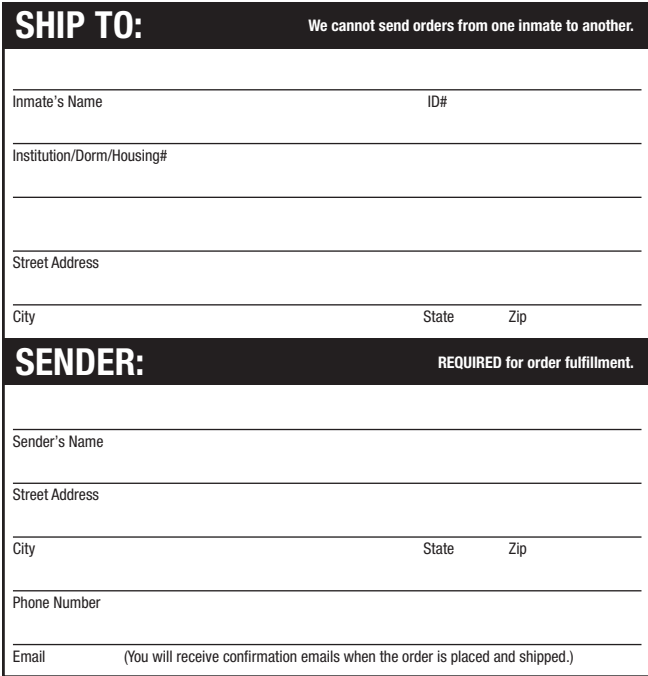 SHIP TO: We cannot send orders from one inmate to another.
Inmate's Name ID#
Institution/Dorm/Housing#
Street Address
City State Zip
SENDER: REQUIRED for order fulfillment.
Sender's Name
Street Address
City State Zip
Phone Number
Email (You will receive confirmation emails when the order is placed and shipped.)